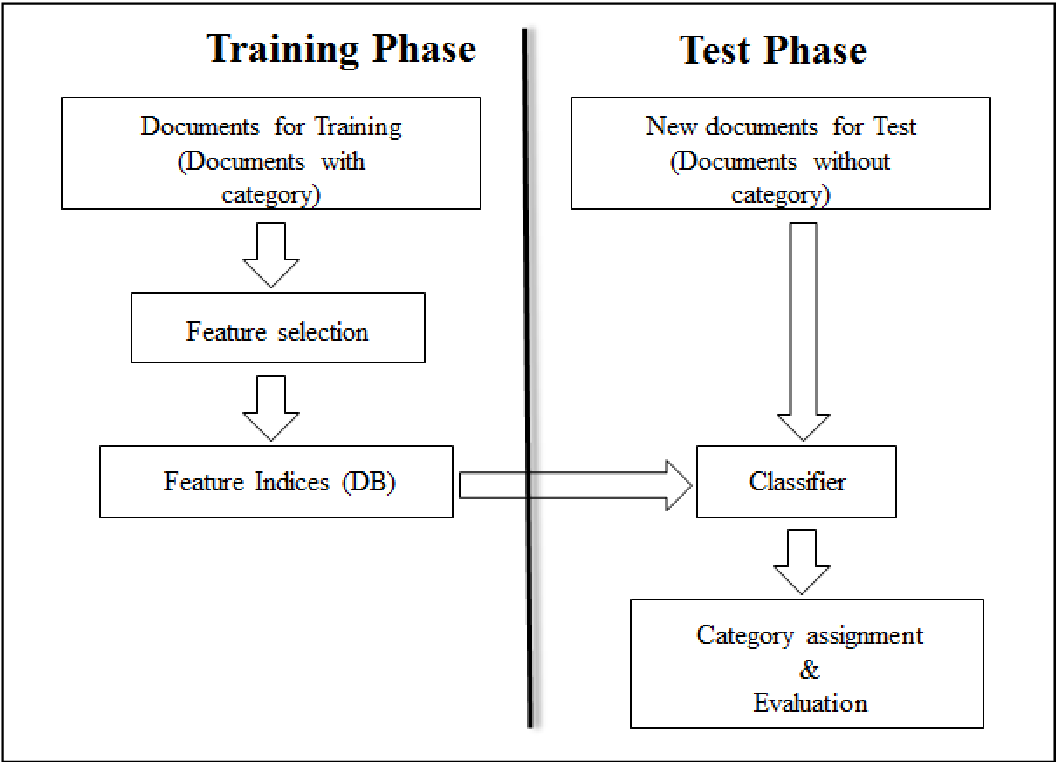 Training Phase
Documents for Training
(Documents with
category)
Feature selection
Feature Indices (DB)
Test Phase
New documents for Test
(Documents without
category)
Classifier
Category assignment
&
Evaluation